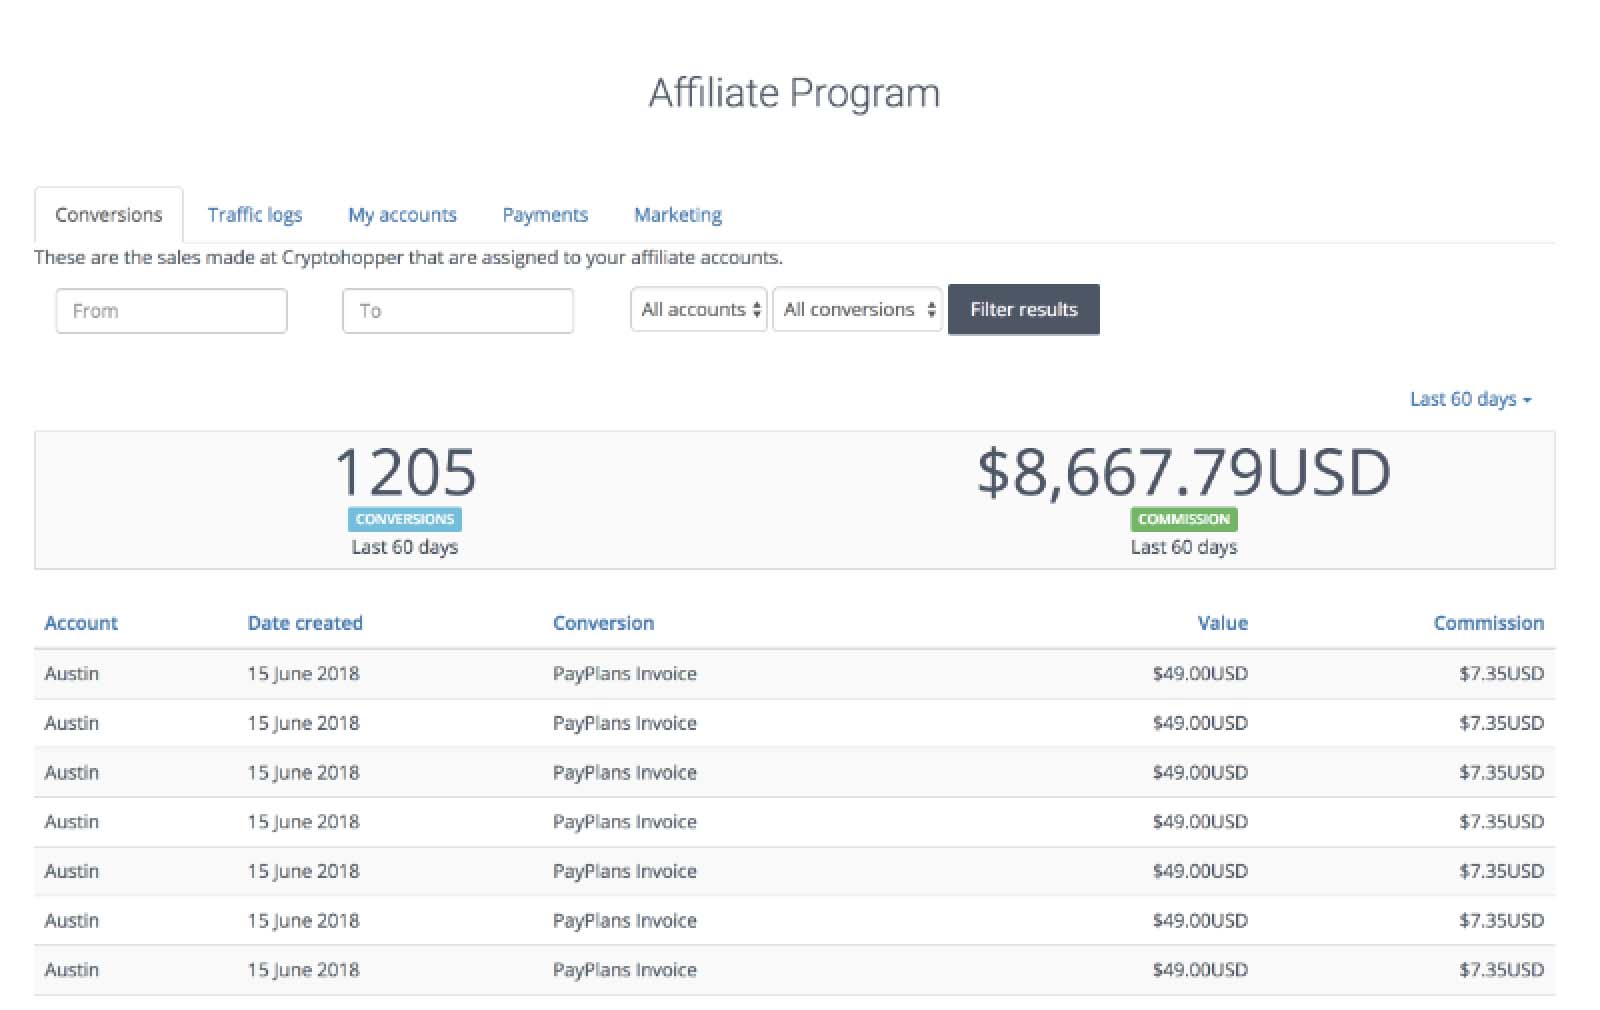 Affiliate Program
Conversions Traffic logs My accounts Payments Marketing
These are the sales made at Cryptohopper that are assigned to your affiliate accounts.
From To All accounts All conversions Filter results
Last 60 days
1205 $8,667.79USD
CONVERSIONS COMMISSION
Last 60 days Last 60 days
Account Date created Conversion Value Commission
Austin 15 June 2018 PayPlans Invoice $49.00USD $7.35USD
Austin 15 June 2018 PayPlans Invoice $49.00USD $7.35USD
Austin 15 June 2018 PayPlans Invoice $49.00USD $7.35USD
Austin 15 June 2018 PayPlans Invoice $49.00USD $7.35USD
Austin 15 June 2018 PayPlans Invoice $49.00USD $7.35USD
Austin 15 June 2018 PayPlans Invoice $49.00USD $7.35USD
Austin 15 June 2018 PayPlans Invoice $49.00USD $7.35USD